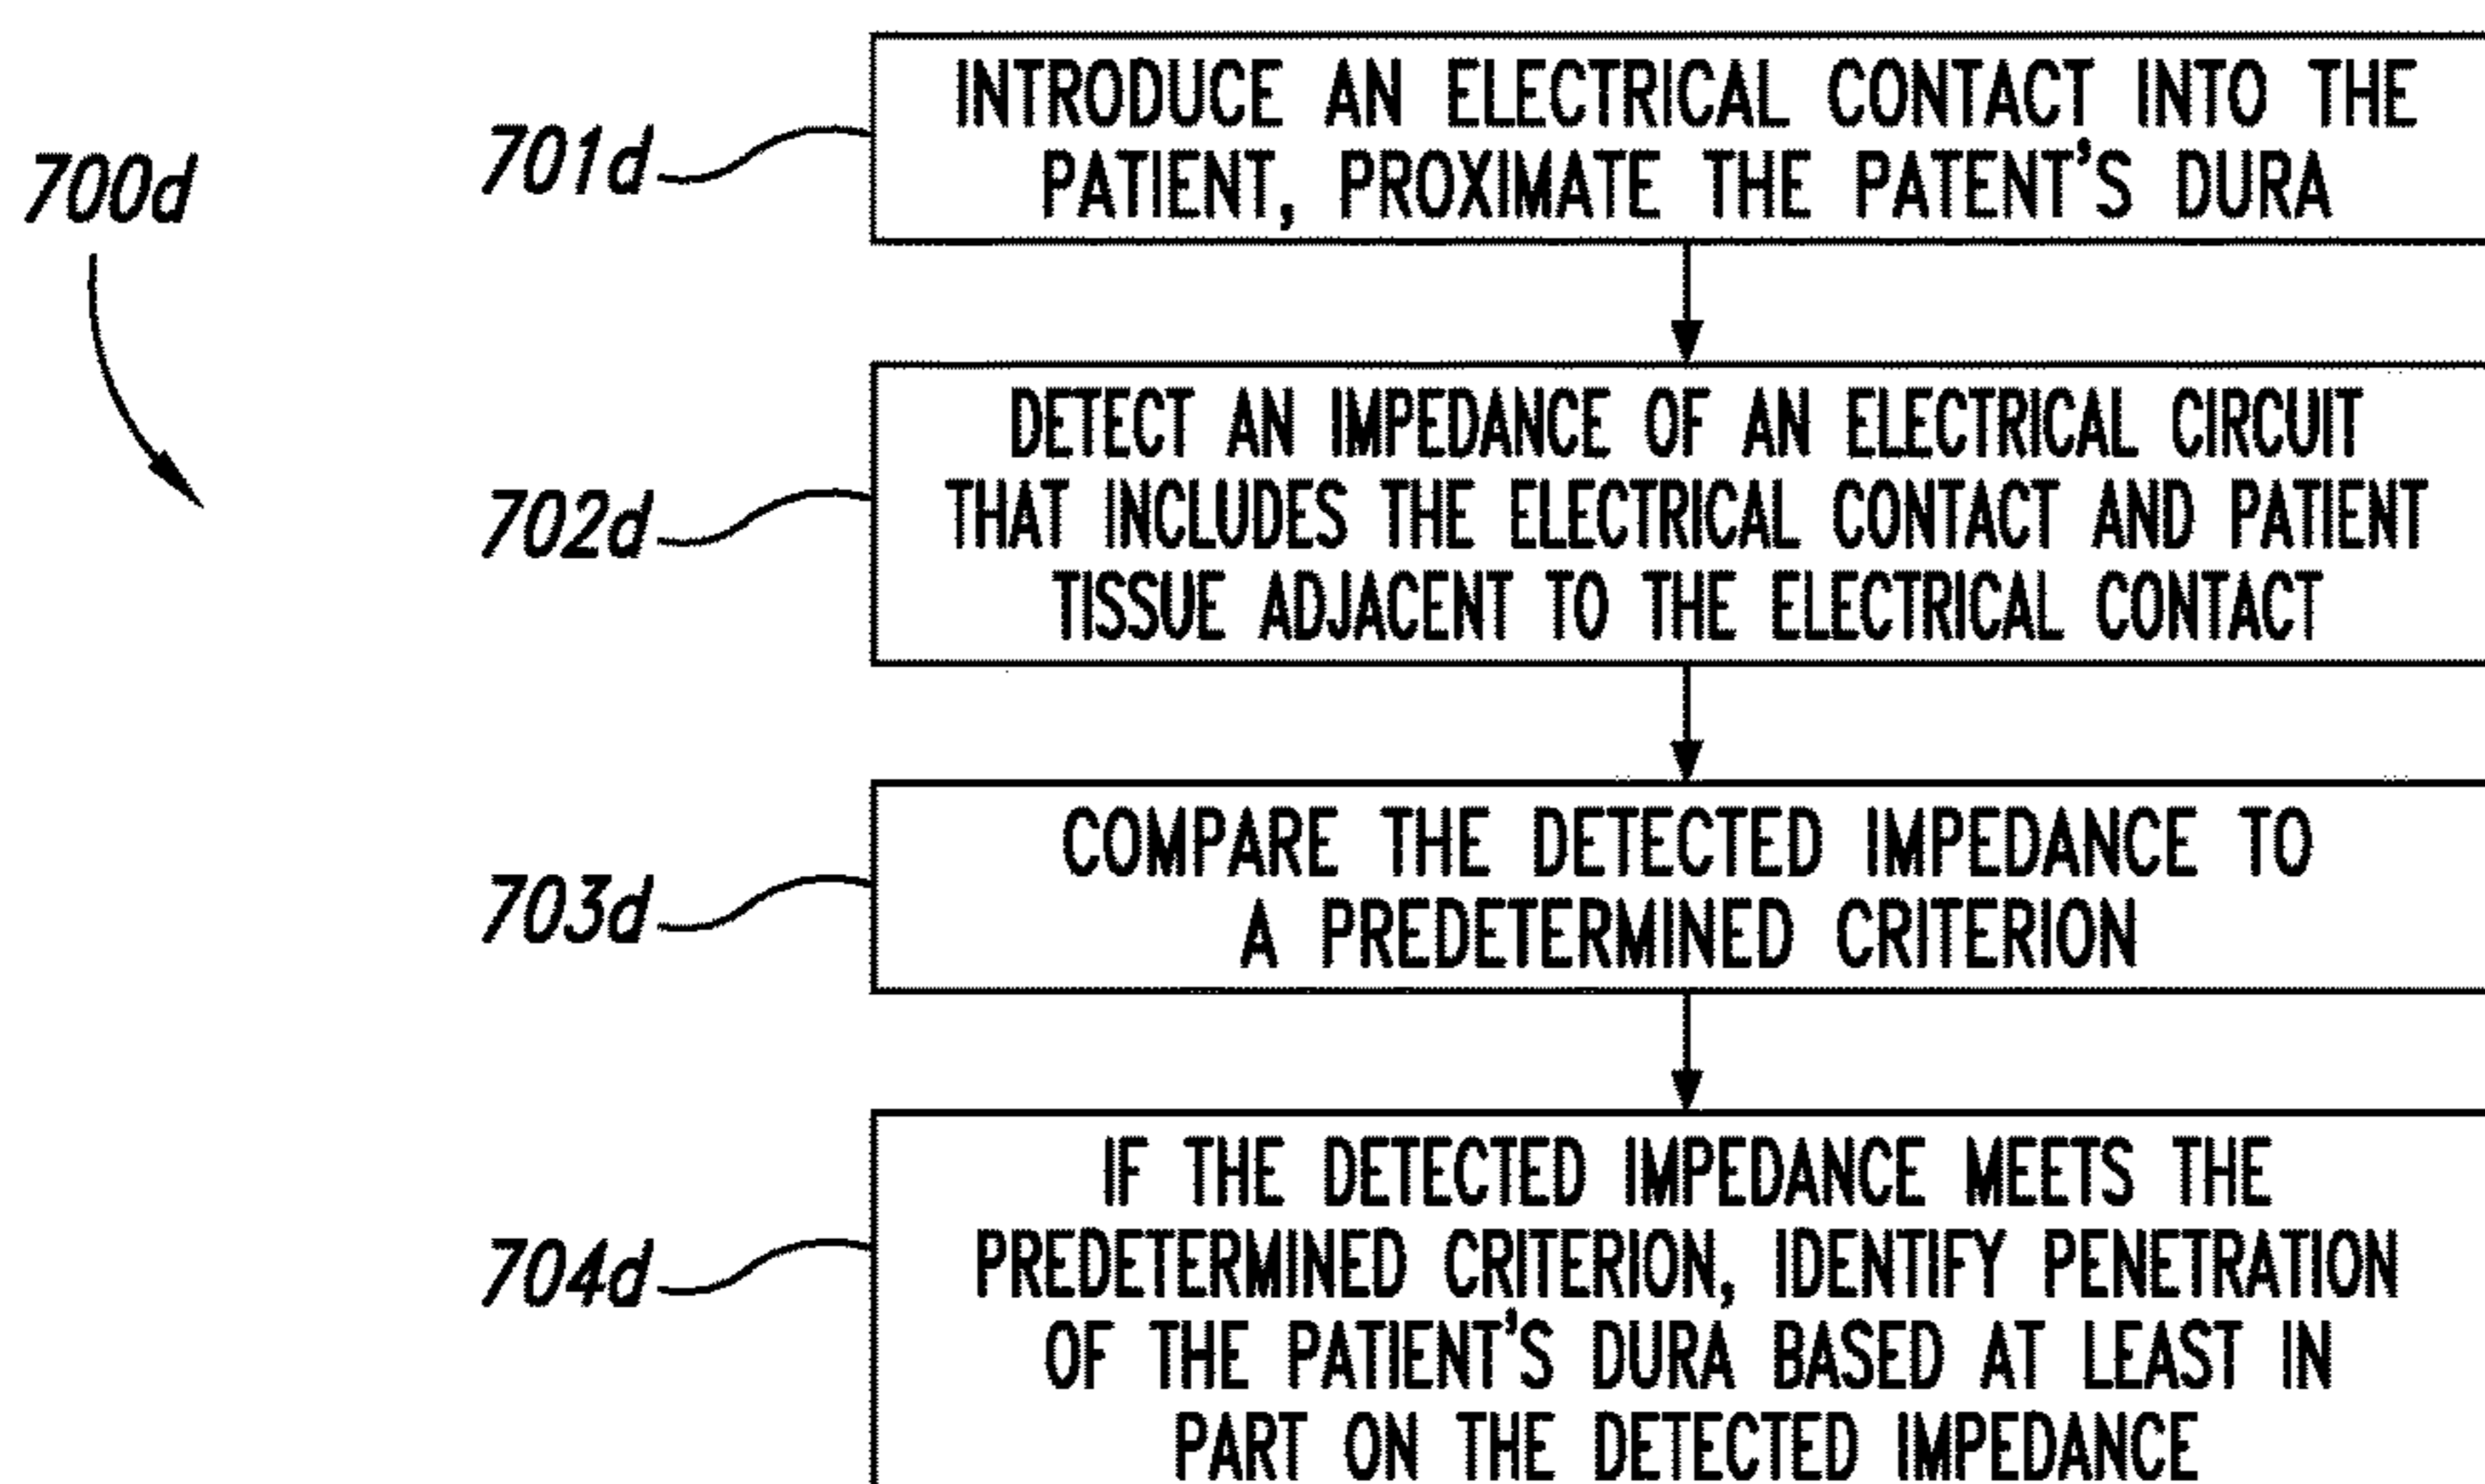 700d
701d
INTRODUCE AN ELECTRICAL CONTACT INTO THE
PATIENT, PROXIMATE THE PATENT'S DURA
702d
DETECT AN IMPEDANCE OF AN ELECTRICAL CIRCUIT
THAT INCLUDES THE ELECTRICAL CONTACT AND PATIENT
TISSUE ADJACENT TO THE ELECTRICAL CONTACT
703d
COMPARE THE DETECTED IMPEDANCE TO
A PREDETERMINED CRITERION
704d
IF THE DETECTED IMPEDANCE MEETS THE
PREDETERMINED CRITERION, IDENTIFY PENETRATION
OF THE PATIENT'S DURA BASED AT LEAST IN
PART ON THE DETECTED IMPEDANCE